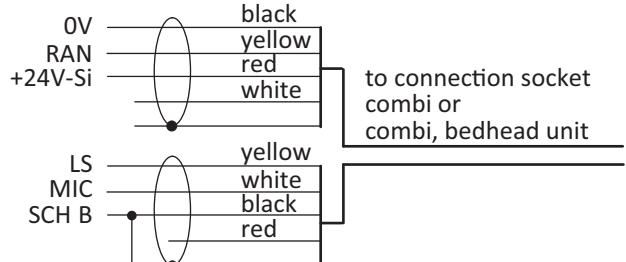 0V black
RAN yellow
+24V-Si red
white
to connection socket
combi or
combi, bedhead unit
LS yellow
MIC white
SCH B black
red